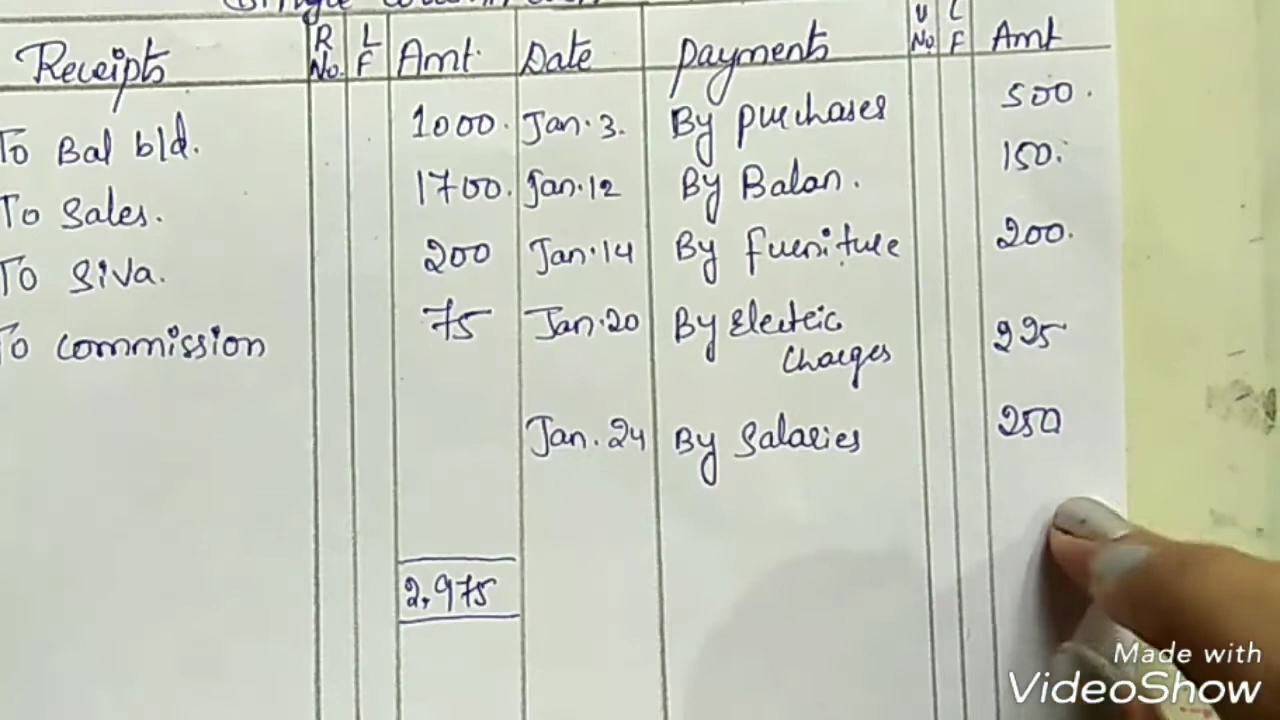 Receipts R No. L F Amt. Date Payments V No. L F Amt
To Bal b/d. 1000. Jan.3. By purchases 500.
To Sales. 1700. Jan.12 By Balan. 150.
To Siva. 200 Jan.14 By Furniture 200.
To commission 75 Jan.20 By Electric 225
Charges
Jan.24 By Salaries 250
2,975
Made with
VideoShow